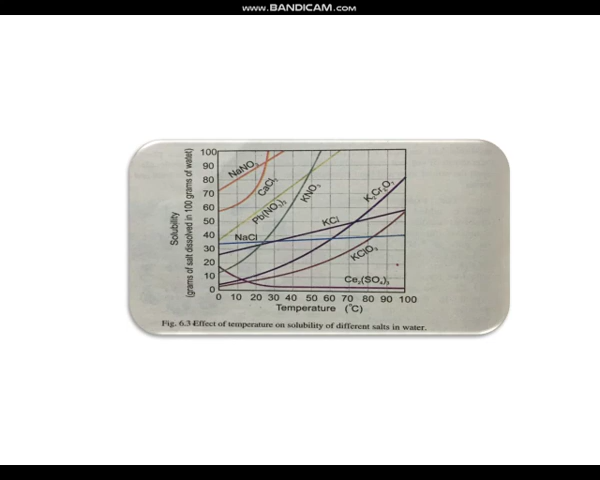 WWW.BANDICAM.COM
Solubility
(grams of salt dissolved in 100 grams of water)
100
90
80
70
60
50
40
30
20
10
0
NaNO₃
CaCl₂
Pb(NO₃)₂
KNO₃
K₂Cr₂O₇
KCl
NaCl
KClO₃
Ce₂(SO₄)₃
0 10 20 30 40 50 60 70 80 90 100
Temperature (°C)
Fig. 6.3 Effect of temperature on solubility of different salts in water.